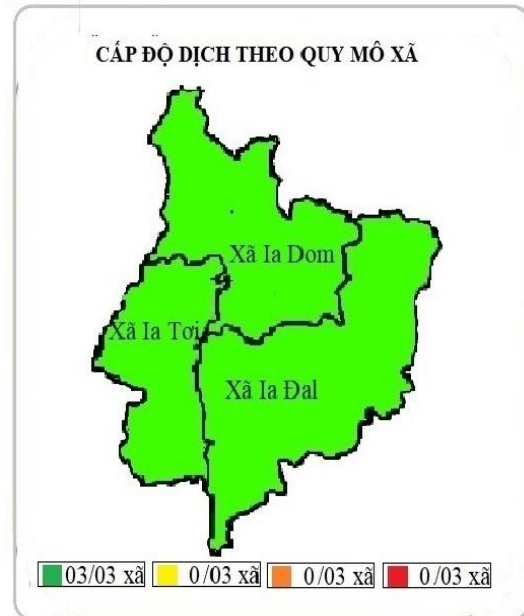 CẤP ĐỘ DỊCH THEO QUY MÔ XÃ
Xã Ia Dom
Xã Ia Tơi
Xã Ia Đal
03/03 xã 0/03 xã 0/03 xã 0/03 xã